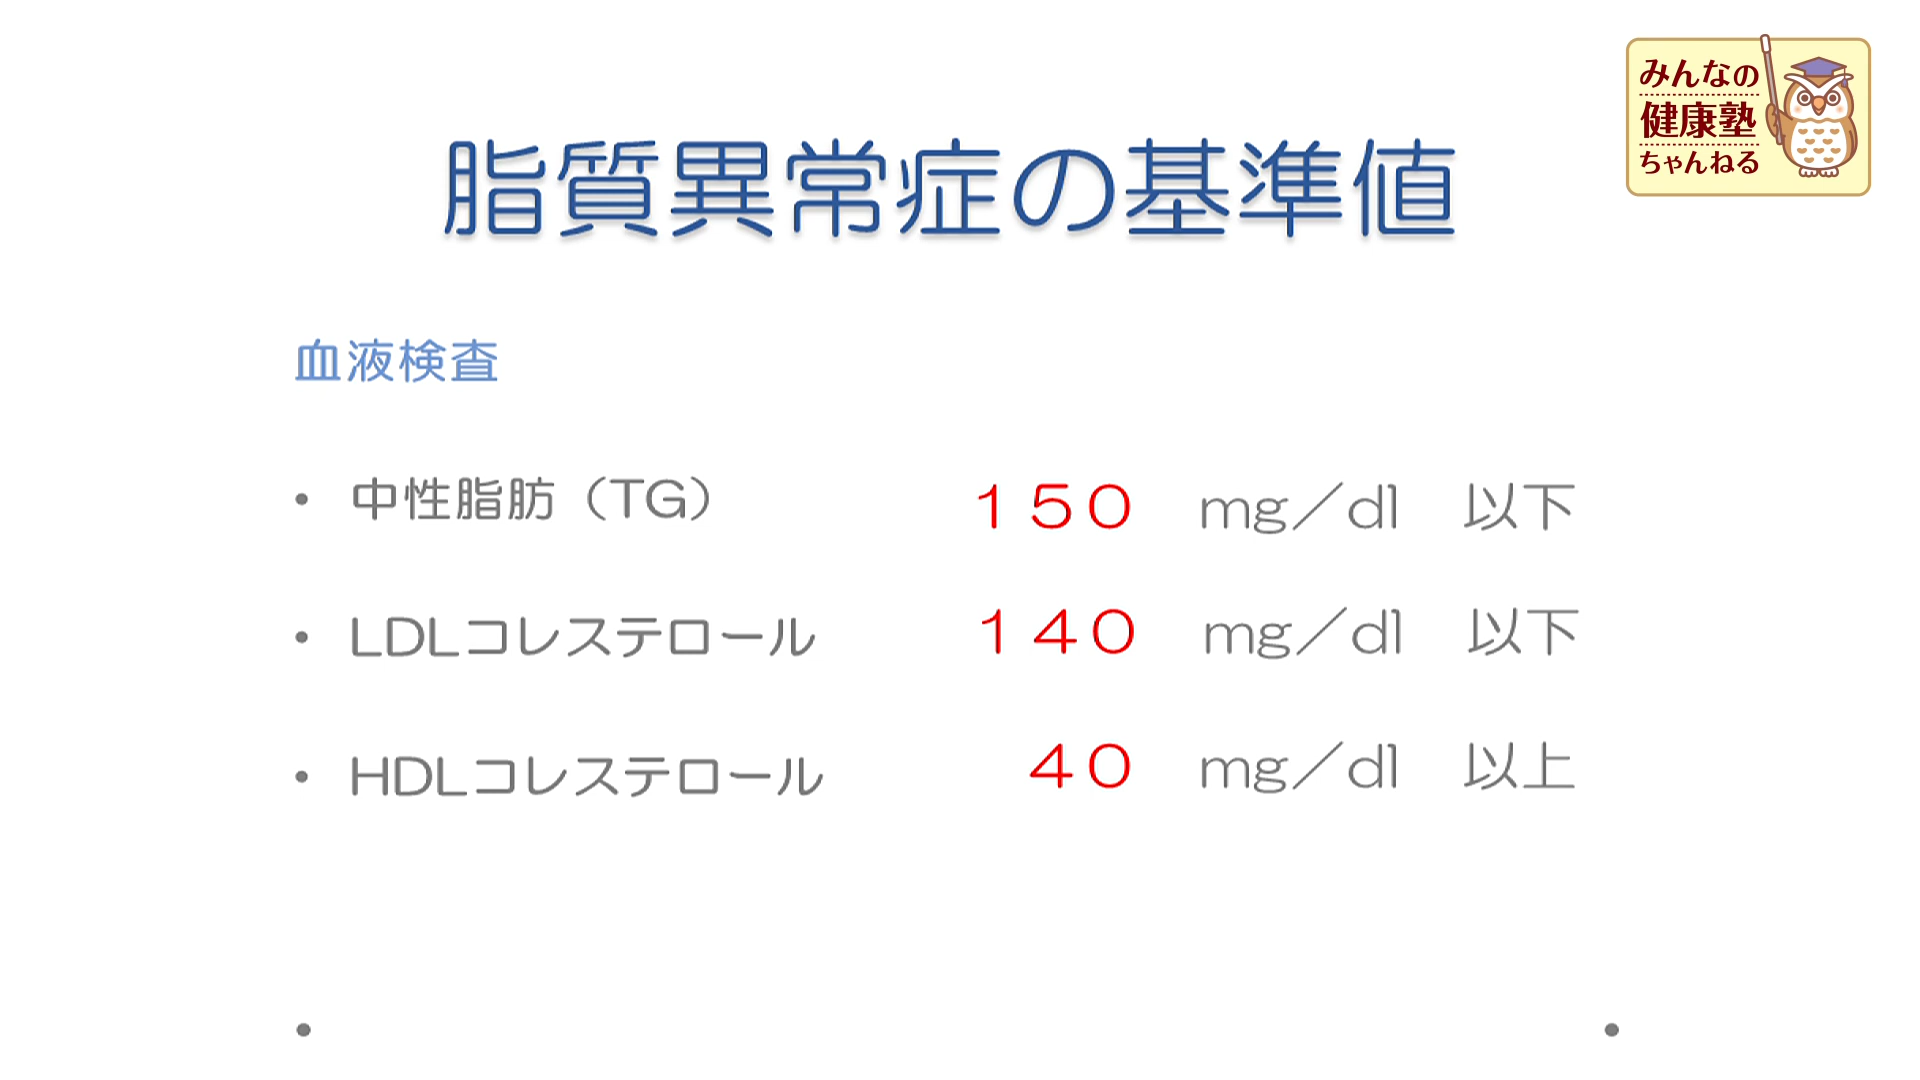 みんなの
健康塾
ちゃんねる
脂質異常症の基準値
血液検査
• 中性脂肪（TG） １５０ mg／dl 以下
• LDLコレステロール １４０ mg／dl 以下
• HDLコレステロール ４０ mg／dl 以上